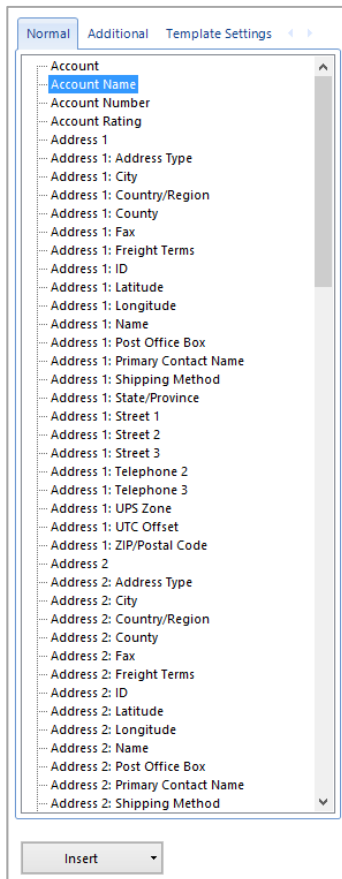 Normal Additional Template Settings
Account
Account Name
Account Number
Account Rating
Address 1
Address 1: Address Type
Address 1: City
Address 1: Country/Region
Address 1: County
Address 1: Fax
Address 1: Freight Terms
Address 1: ID
Address 1: Latitude
Address 1: Longitude
Address 1: Name
Address 1: Post Office Box
Address 1: Primary Contact Name
Address 1: Shipping Method
Address 1: State/Province
Address 1: Street 1
Address 1: Street 2
Address 1: Street 3
Address 1: Telephone 2
Address 1: Telephone 3
Address 1: UPS Zone
Address 1: UTC Offset
Address 1: ZIP/Postal Code
Address 2
Address 2: Address Type
Address 2: City
Address 2: Country/Region
Address 2: County
Address 2: Fax
Address 2: Freight Terms
Address 2: ID
Address 2: Latitude
Address 2: Longitude
Address 2: Name
Address 2: Post Office Box
Address 2: Primary Contact Name
Address 2: Shipping Method
Insert